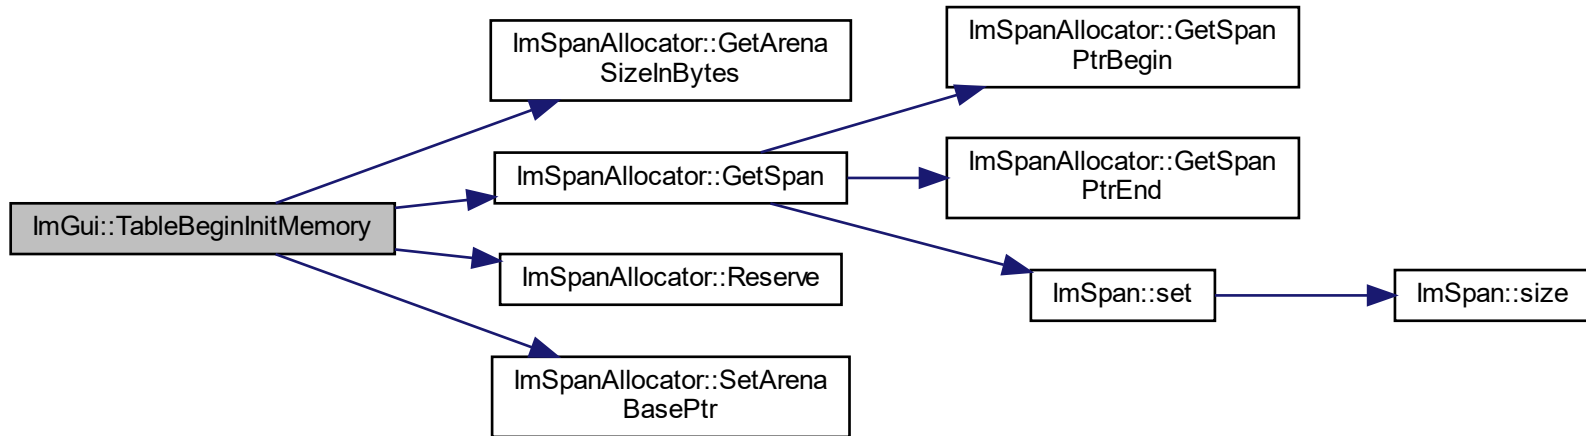 ImSpanAllocator::GetArena
SizeInBytes
ImSpanAllocator::GetSpan
PtrBegin
ImSpanAllocator::GetSpan
ImSpanAllocator::GetSpan
PtrEnd
ImGui::TableBeginInitMemory
ImSpanAllocator::Reserve
ImSpan::set
ImSpan::size
ImSpanAllocator::SetArena
BasePtr